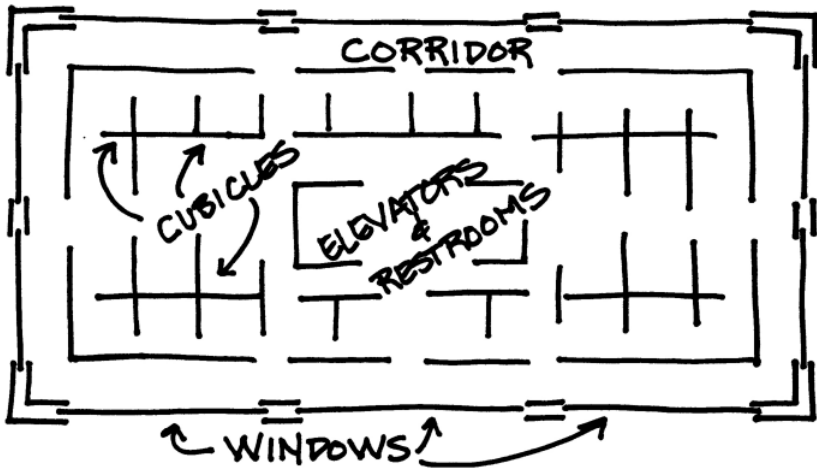 CORRIDOR
CUBICLES
ELEVATORS
&
RESTROOMS
WINDOWS